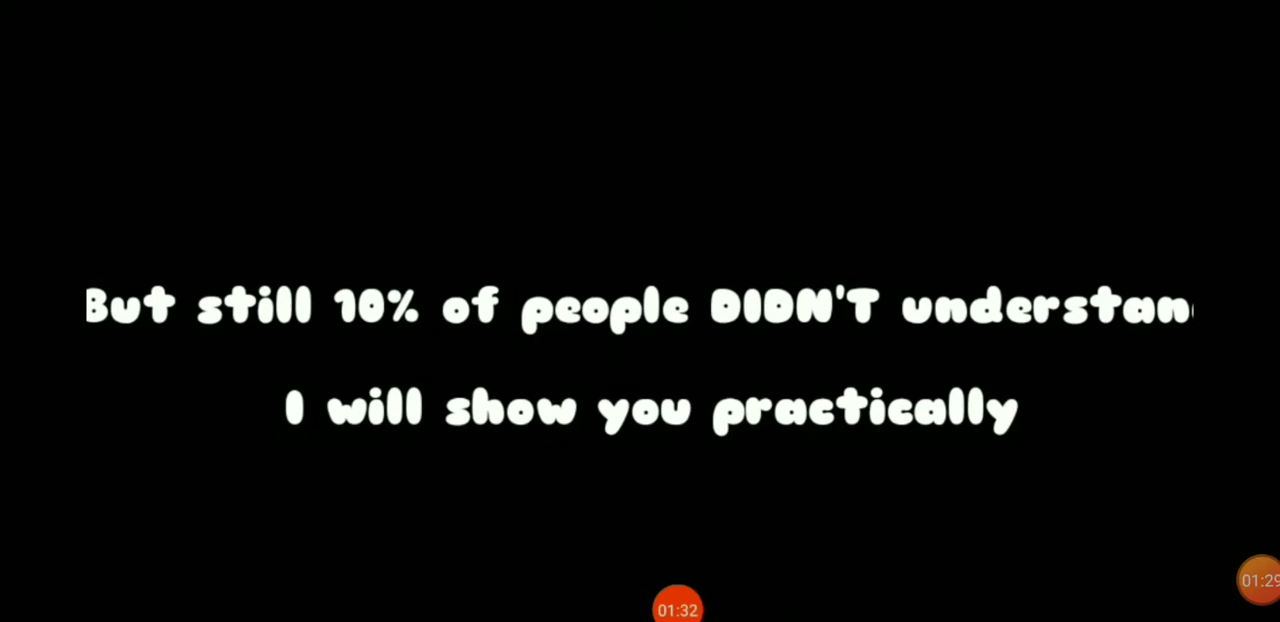 But still 10% of people DIDN'T understan
I will show you practically
01:29
01:32